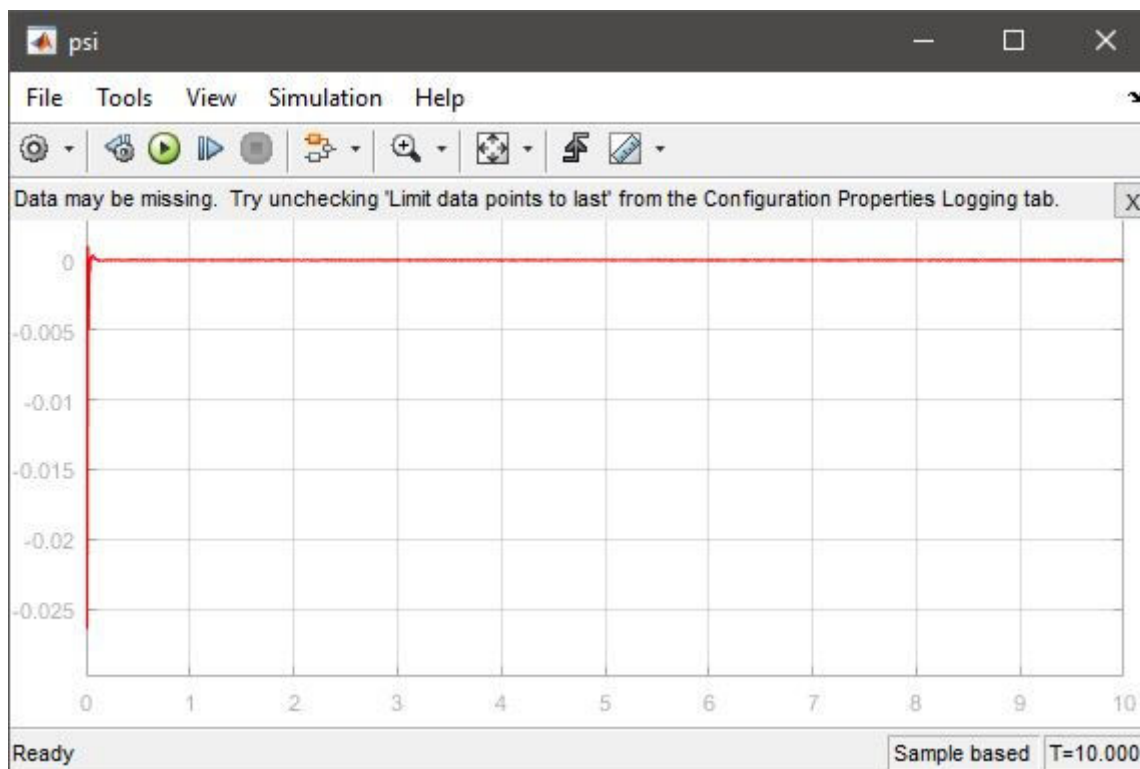 psi
File Tools View Simulation Help
Data may be missing. Try unchecking 'Limit data points to last' from the Configuration Properties Logging tab. X
0
-0.005
-0.01
-0.015
-0.02
-0.025
0 1 2 3 4 5 6 7 8 9 10
Ready Sample based T=10.000